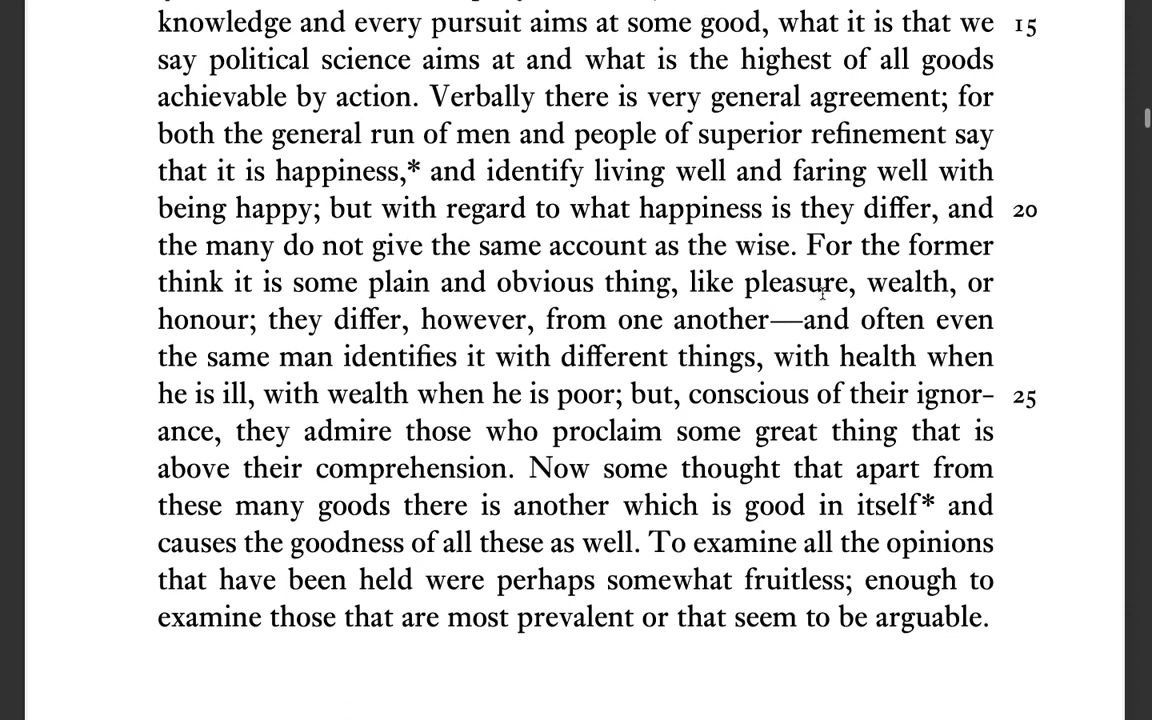 knowledge and every pursuit aims at some good, what it is that we 15
say political science aims at and what is the highest of all goods
achievable by action. Verbally there is very general agreement; for
both the general run of men and people of superior refinement say
that it is happiness,* and identify living well and faring well with
being happy; but with regard to what happiness is they differ, and 20
the many do not give the same account as the wise. For the former
think it is some plain and obvious thing, like pleasure, wealth, or
honour; they differ, however, from one another—and often even
the same man identifies it with different things, with health when
he is ill, with wealth when he is poor; but, conscious of their ignor- 25
ance, they admire those who proclaim some great thing that is
above their comprehension. Now some thought that apart from
these many goods there is another which is good in itself* and
causes the goodness of all these as well. To examine all the opinions
that have been held were perhaps somewhat fruitless; enough to
examine those that are most prevalent or that seem to be arguable.